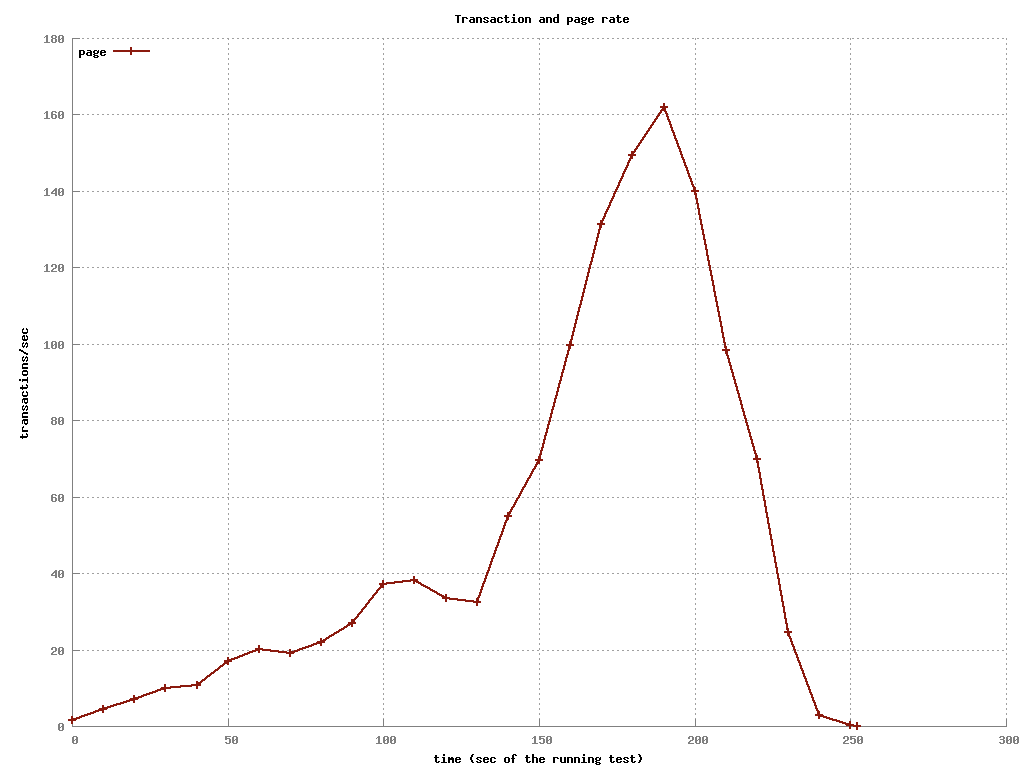 Transaction and page rate
page
180
160
140
120
100
80
60
40
20
0
transactions/sec
0 50 100 150 200 250 300
time (sec of the running test)